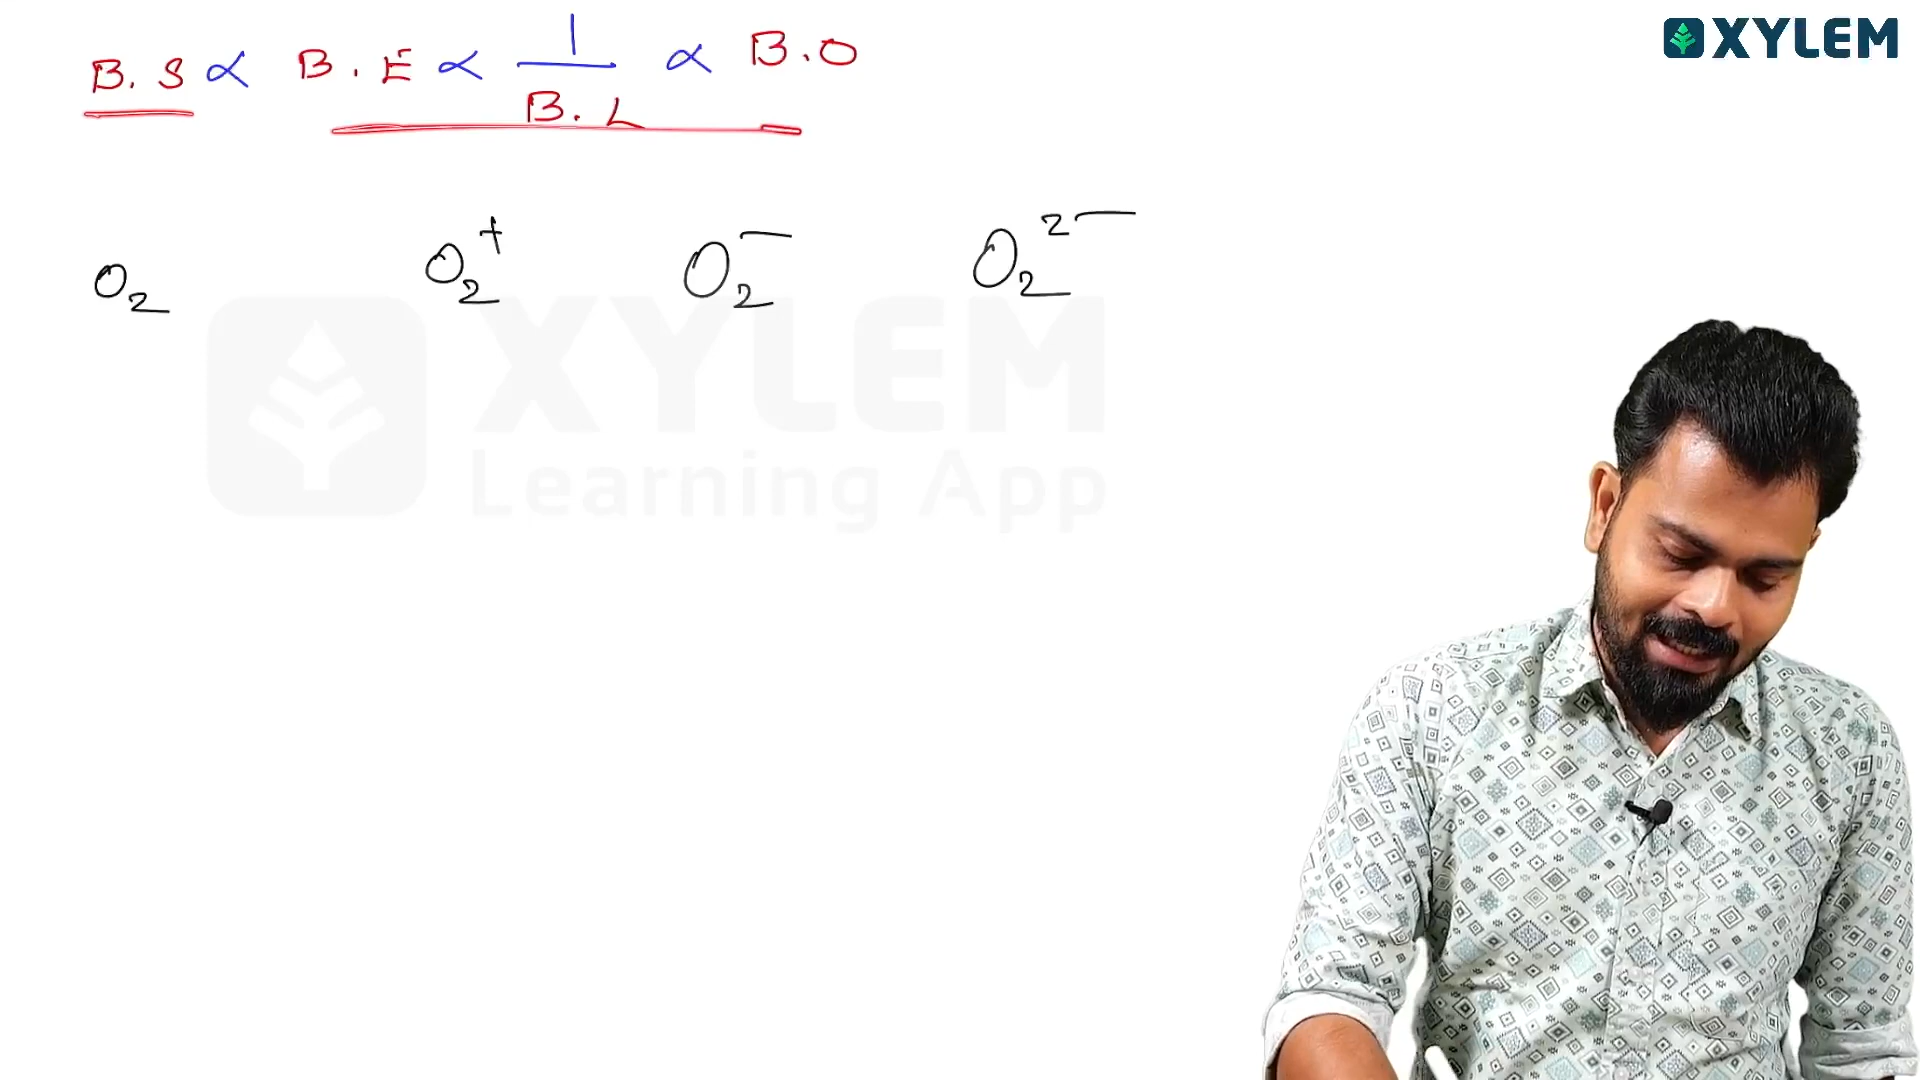 XYLEM
B.S ∝ B.E ∝ 1/B.L ∝ B.O
O₂ O₂⁺ O₂⁻ O₂²⁻
XYLEM
Learning App